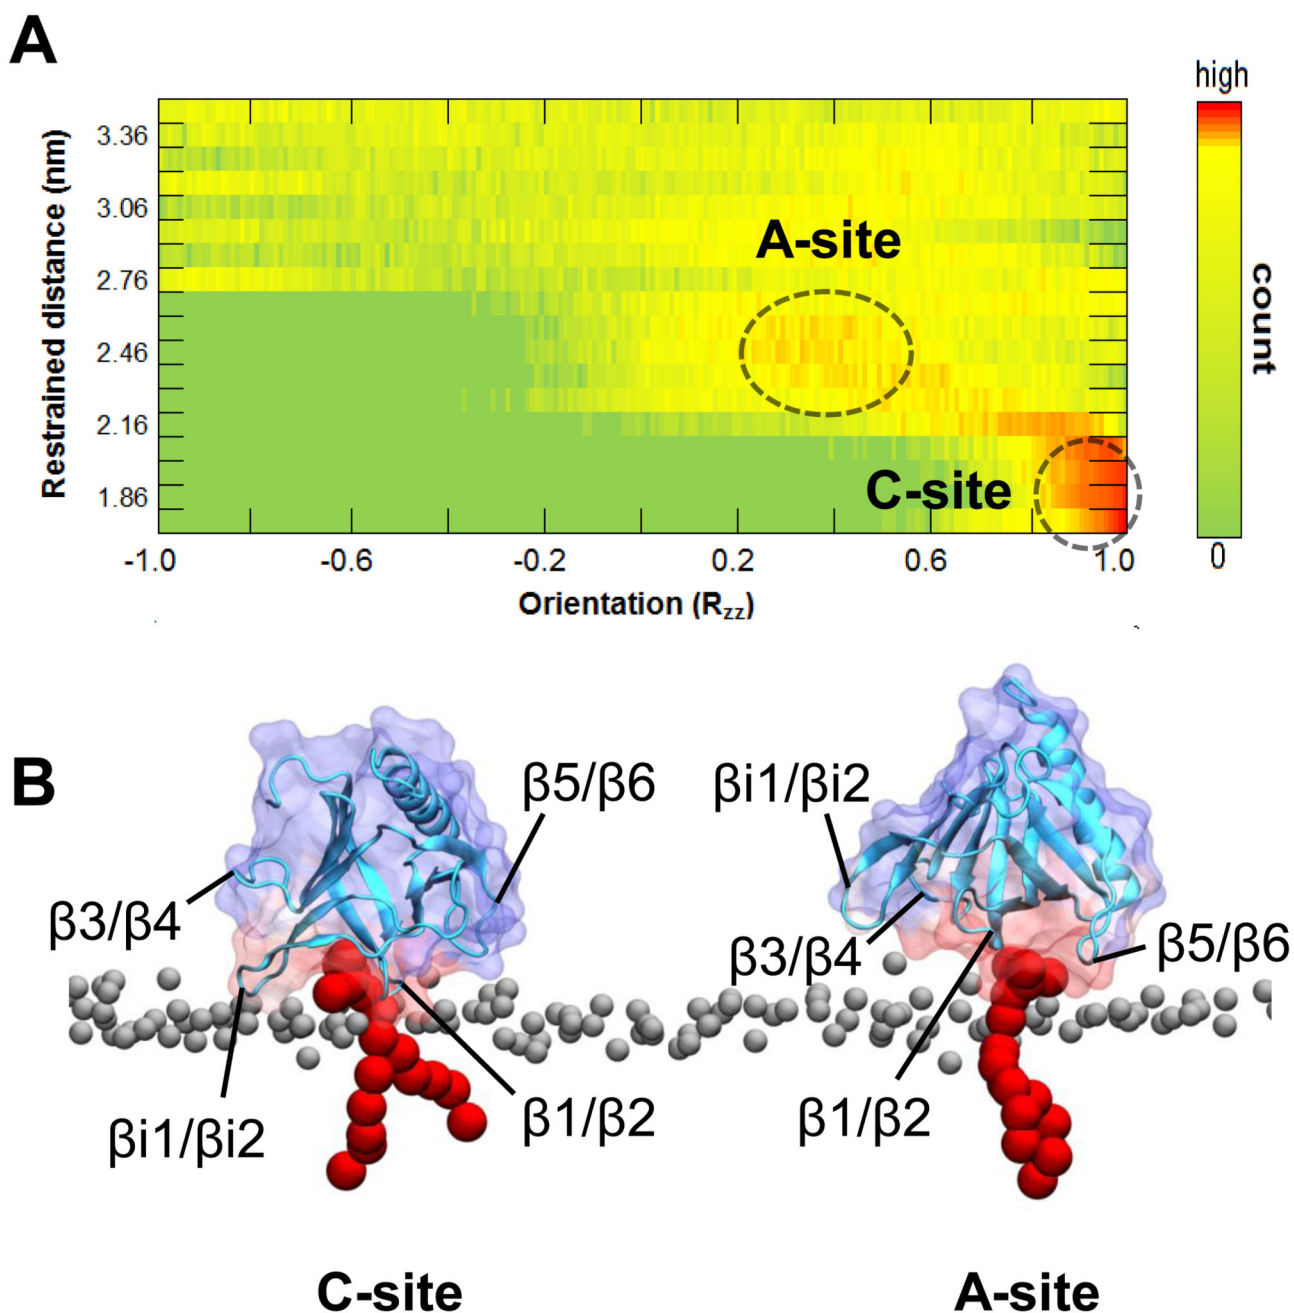 A
high
Restrained distance (nm)
3.36
3.06
2.76
2.46
2.16
1.86
A-site
C-site
count
0
-1.0 -0.6 -0.2 0.2 0.6 1.0
Orientation (Rzz)
B
β5/β6
βi1/βi2
β3/β4
β3/β4
β5/β6
βi1/βi2
β1/β2
β1/β2
C-site
A-site